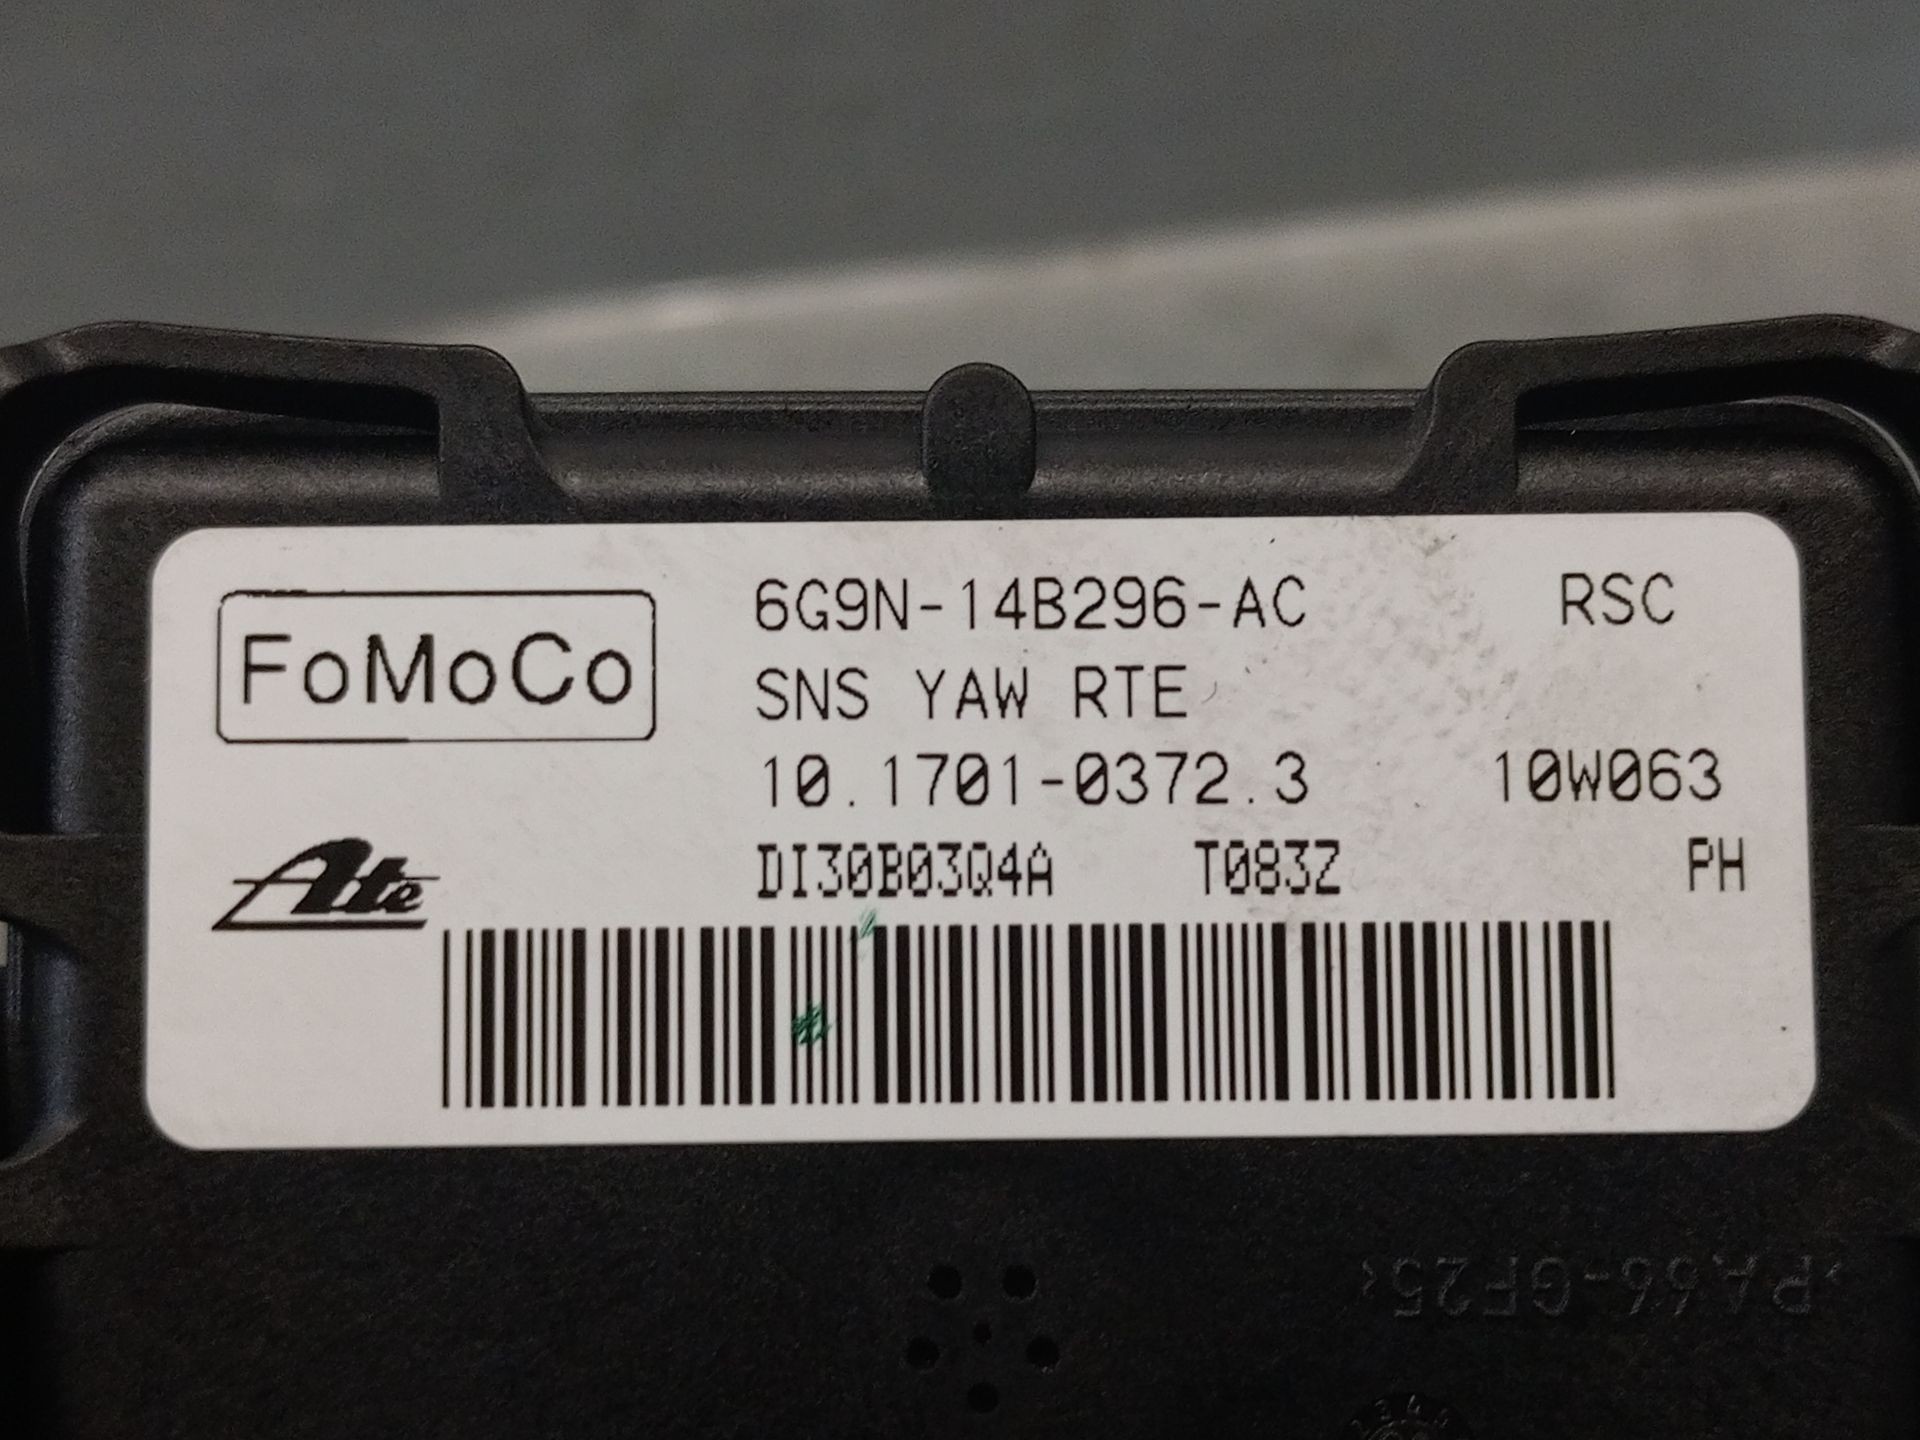 FoMoCo
6G9N-14B296-AC RSC
SNS YAW RTE
10.1701-0372.3 10W063
Ate
DI30B03Q4A T083Z PH
>PA66-GF25<